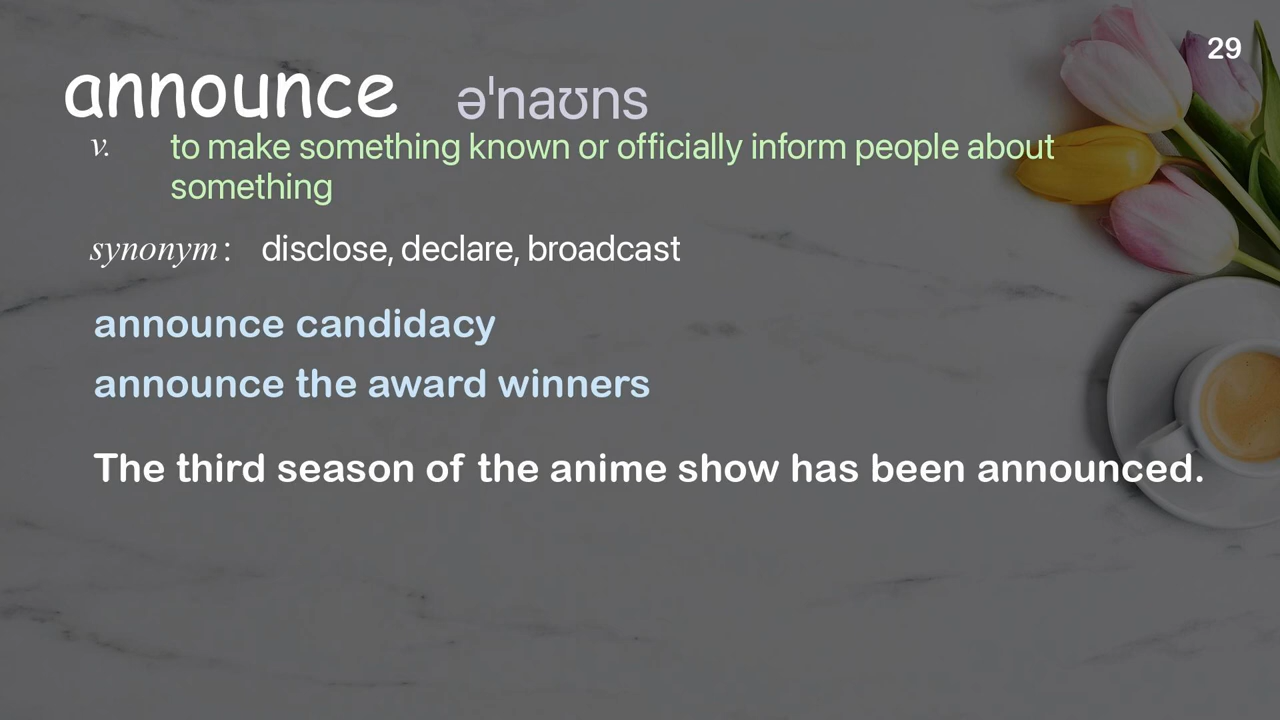 29
announce əˈnaʊns
v. to make something known or officially inform people about
something
synonym: disclose, declare, broadcast
announce candidacy
announce the award winners
The third season of the anime show has been announced.